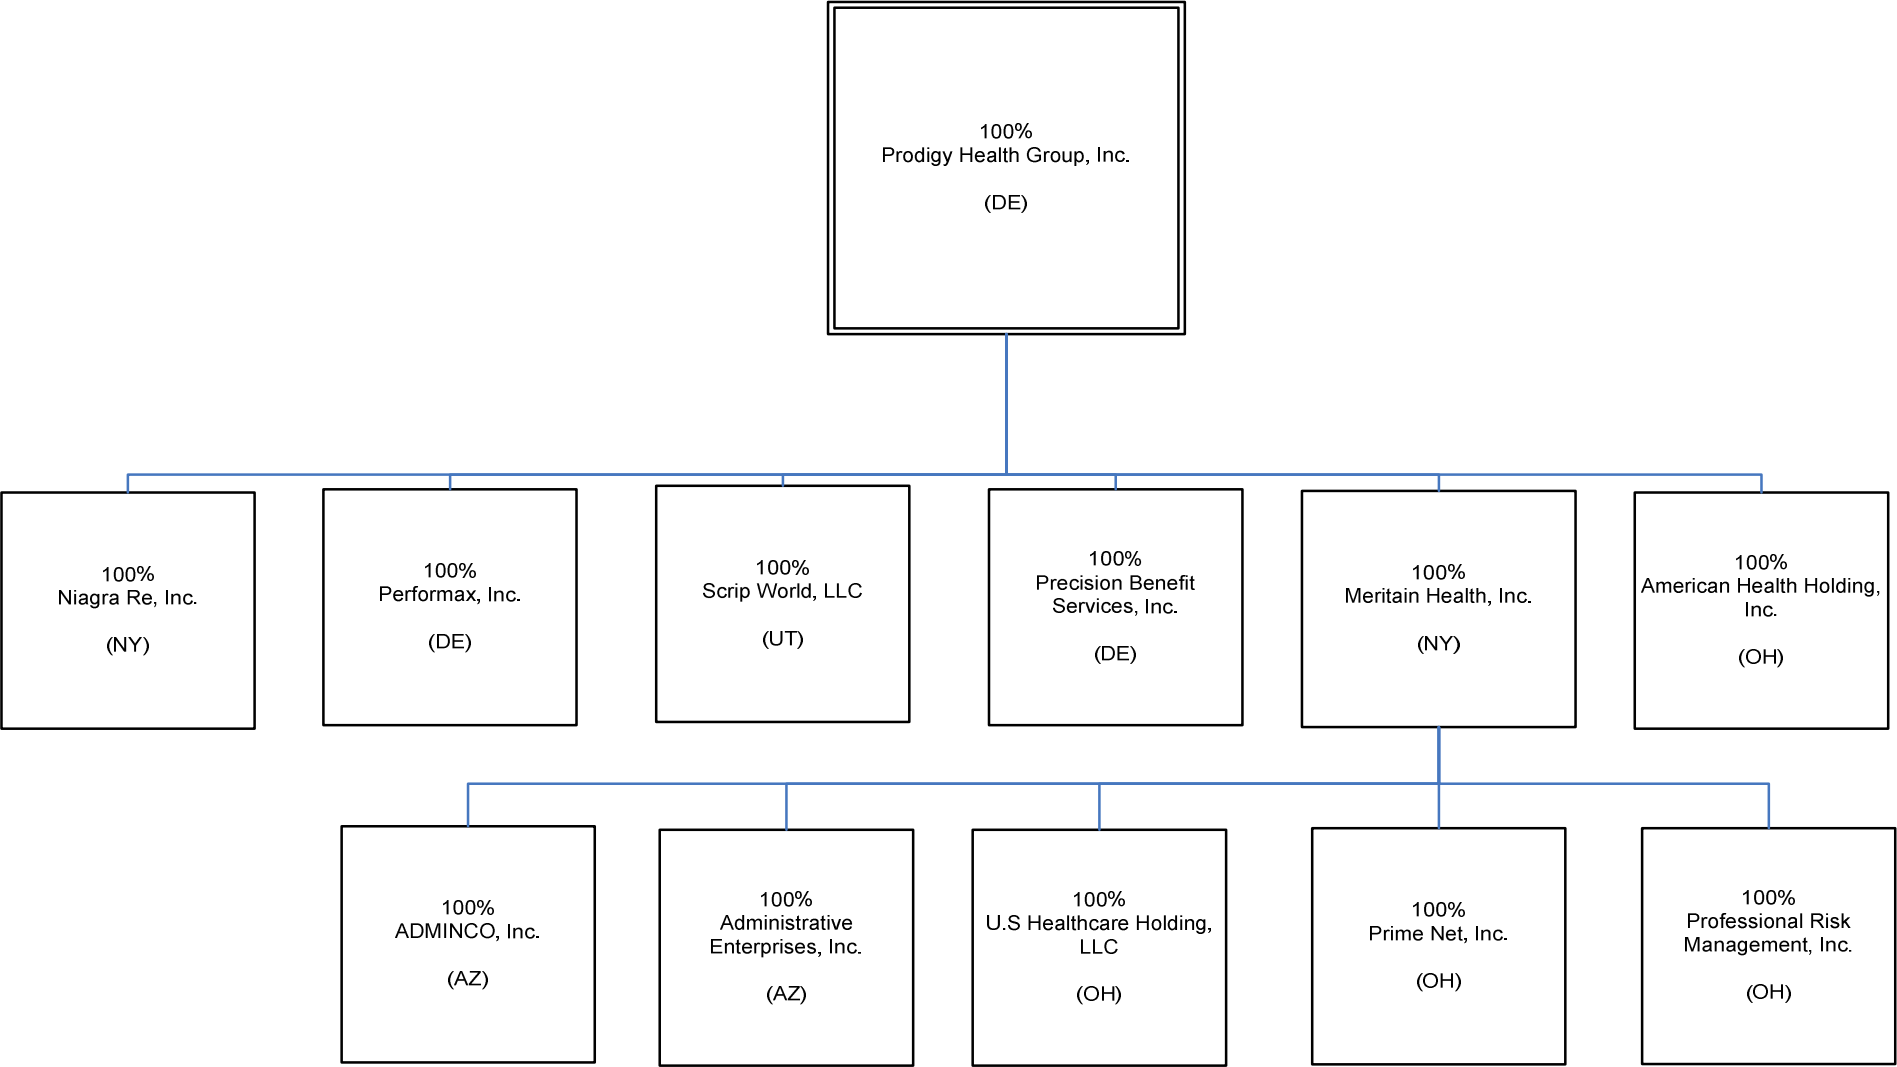 100%
Prodigy Health Group, Inc.
(DE)
100%
Niagra Re, Inc.
(NY)
100%
Performax, Inc.
(DE)
100%
Scrip World, LLC
(UT)
100%
Precision Benefit
Services, Inc.
(DE)
100%
Meritain Health, Inc.
(NY)
100%
American Health Holding,
Inc.
(OH)
100%
ADMINCO, Inc.
(AZ)
100%
Administrative
Enterprises, Inc.
(AZ)
100%
U.S Healthcare Holding,
LLC
(OH)
100%
Prime Net, Inc.
(OH)
100%
Professional Risk
Management, Inc.
(OH)